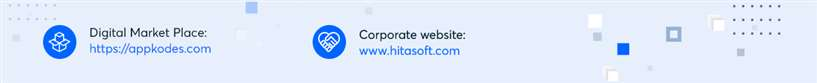 Digital Market Place:
https://appkodes.com
Corporate website:
www.hitasoft.com